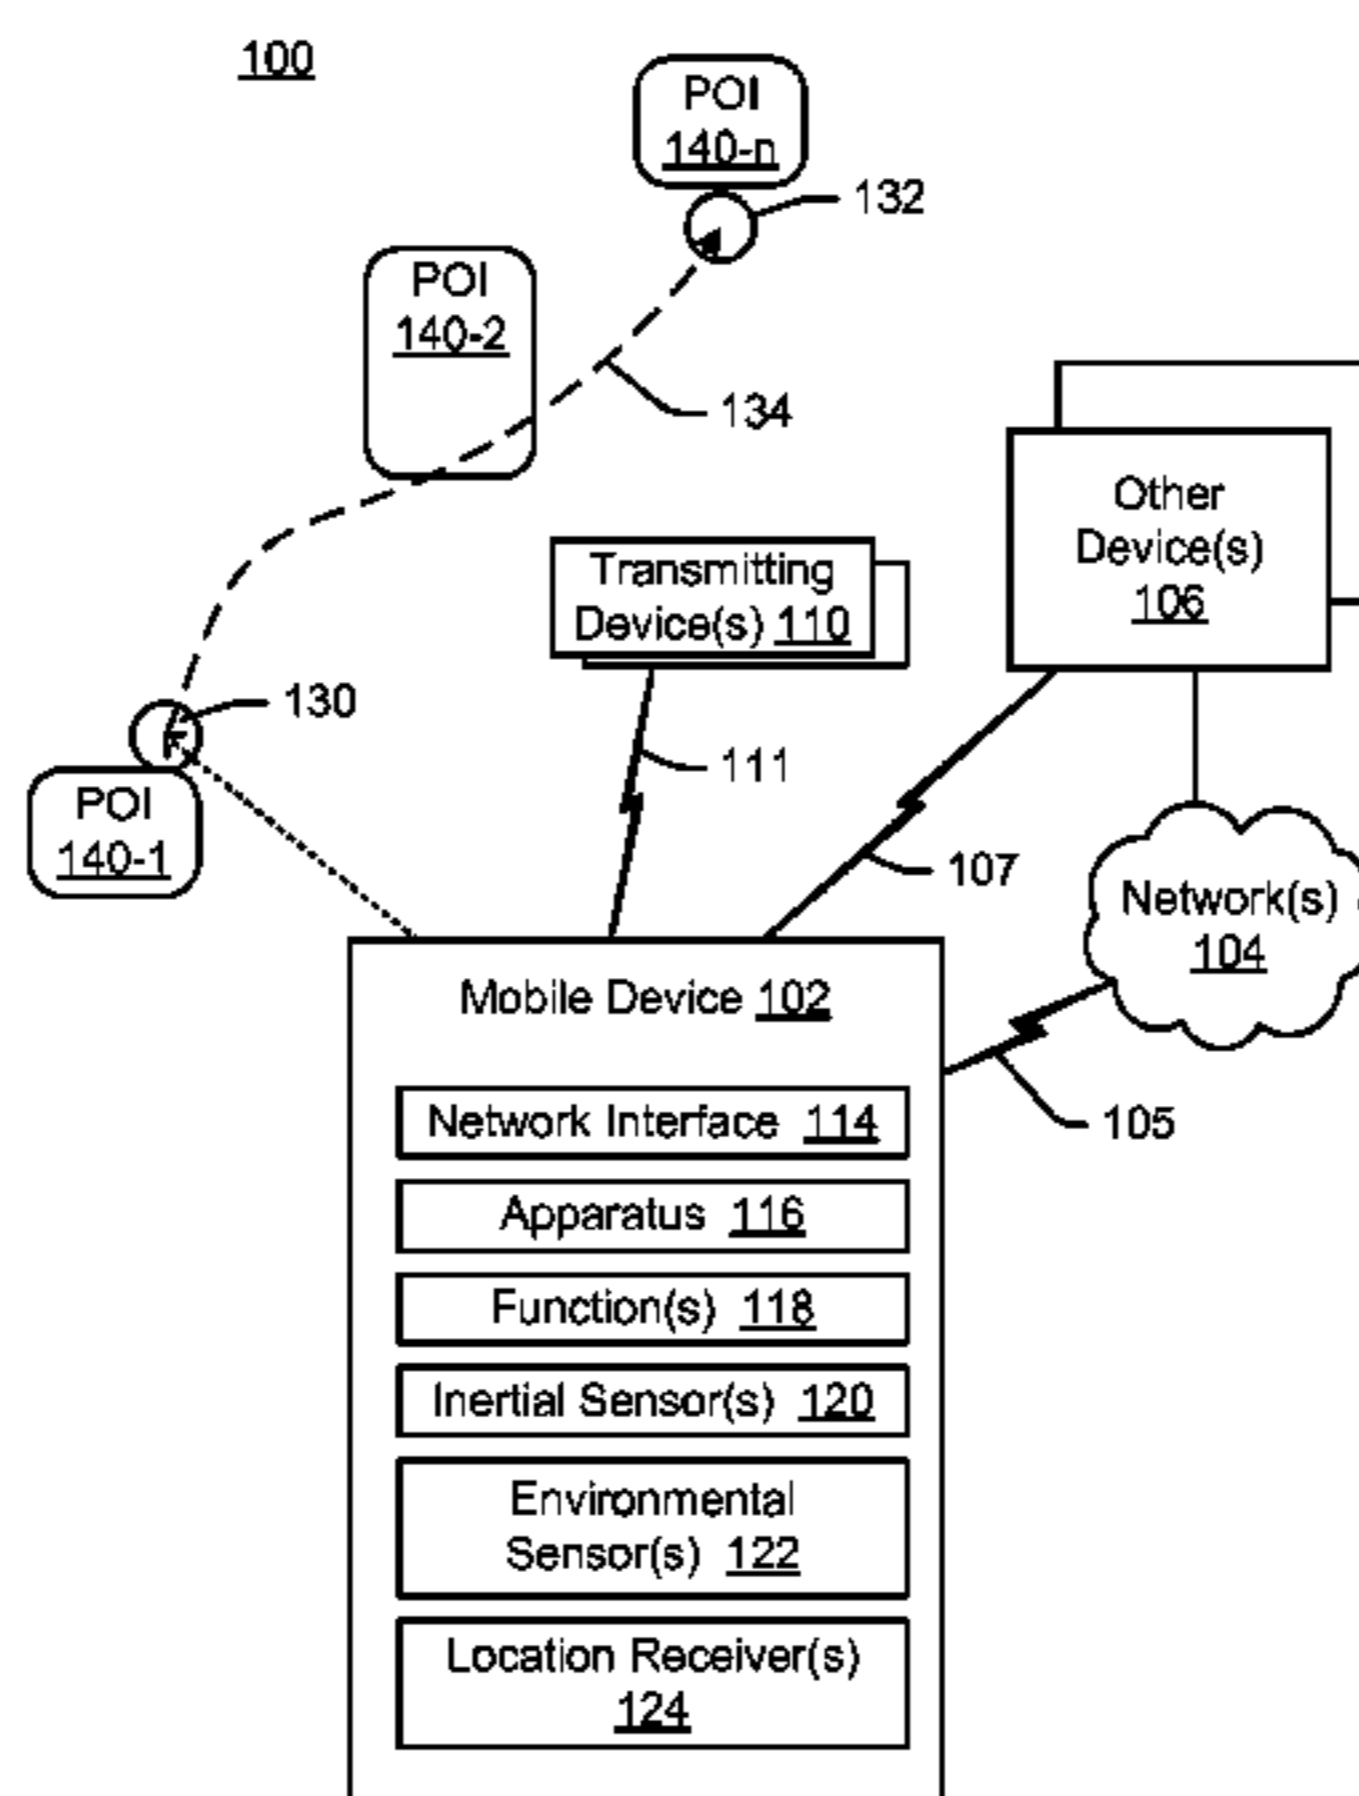 100
POI
140-n
132
POI
140-2
134
Other
Device(s)
106
Transmitting
Device(s) 110
130
111
POI
140-1
107
Network(s)
104
Mobile Device 102
105
Network Interface 114
Apparatus 116
Function(s) 118
Inertial Sensor(s) 120
Environmental
Sensor(s) 122
Location Receiver(s)
124